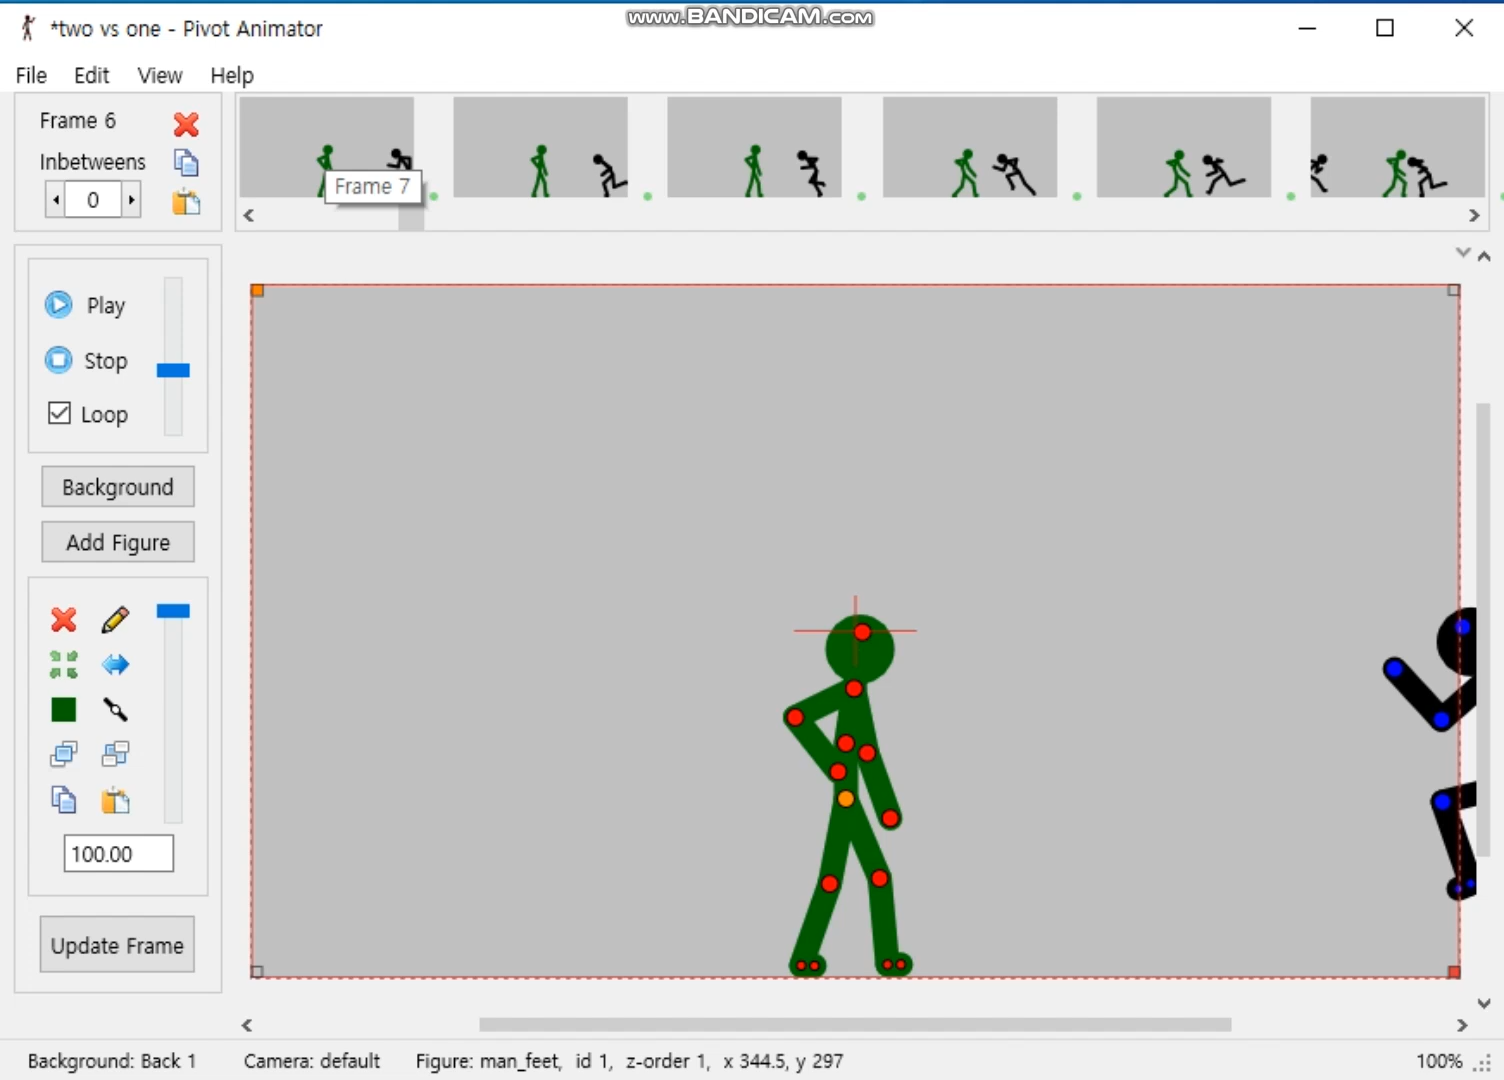 www.BANDICAM.com
*two vs one - Pivot Animator
File Edit View Help
Frame 6
Inbetweens
0
Frame 7
Play
Stop
Loop
Background
Add Figure
100.00
Update Frame
Background: Back 1 Camera: default Figure: man_feet, id 1, z-order 1, x 344.5, y 297 100%